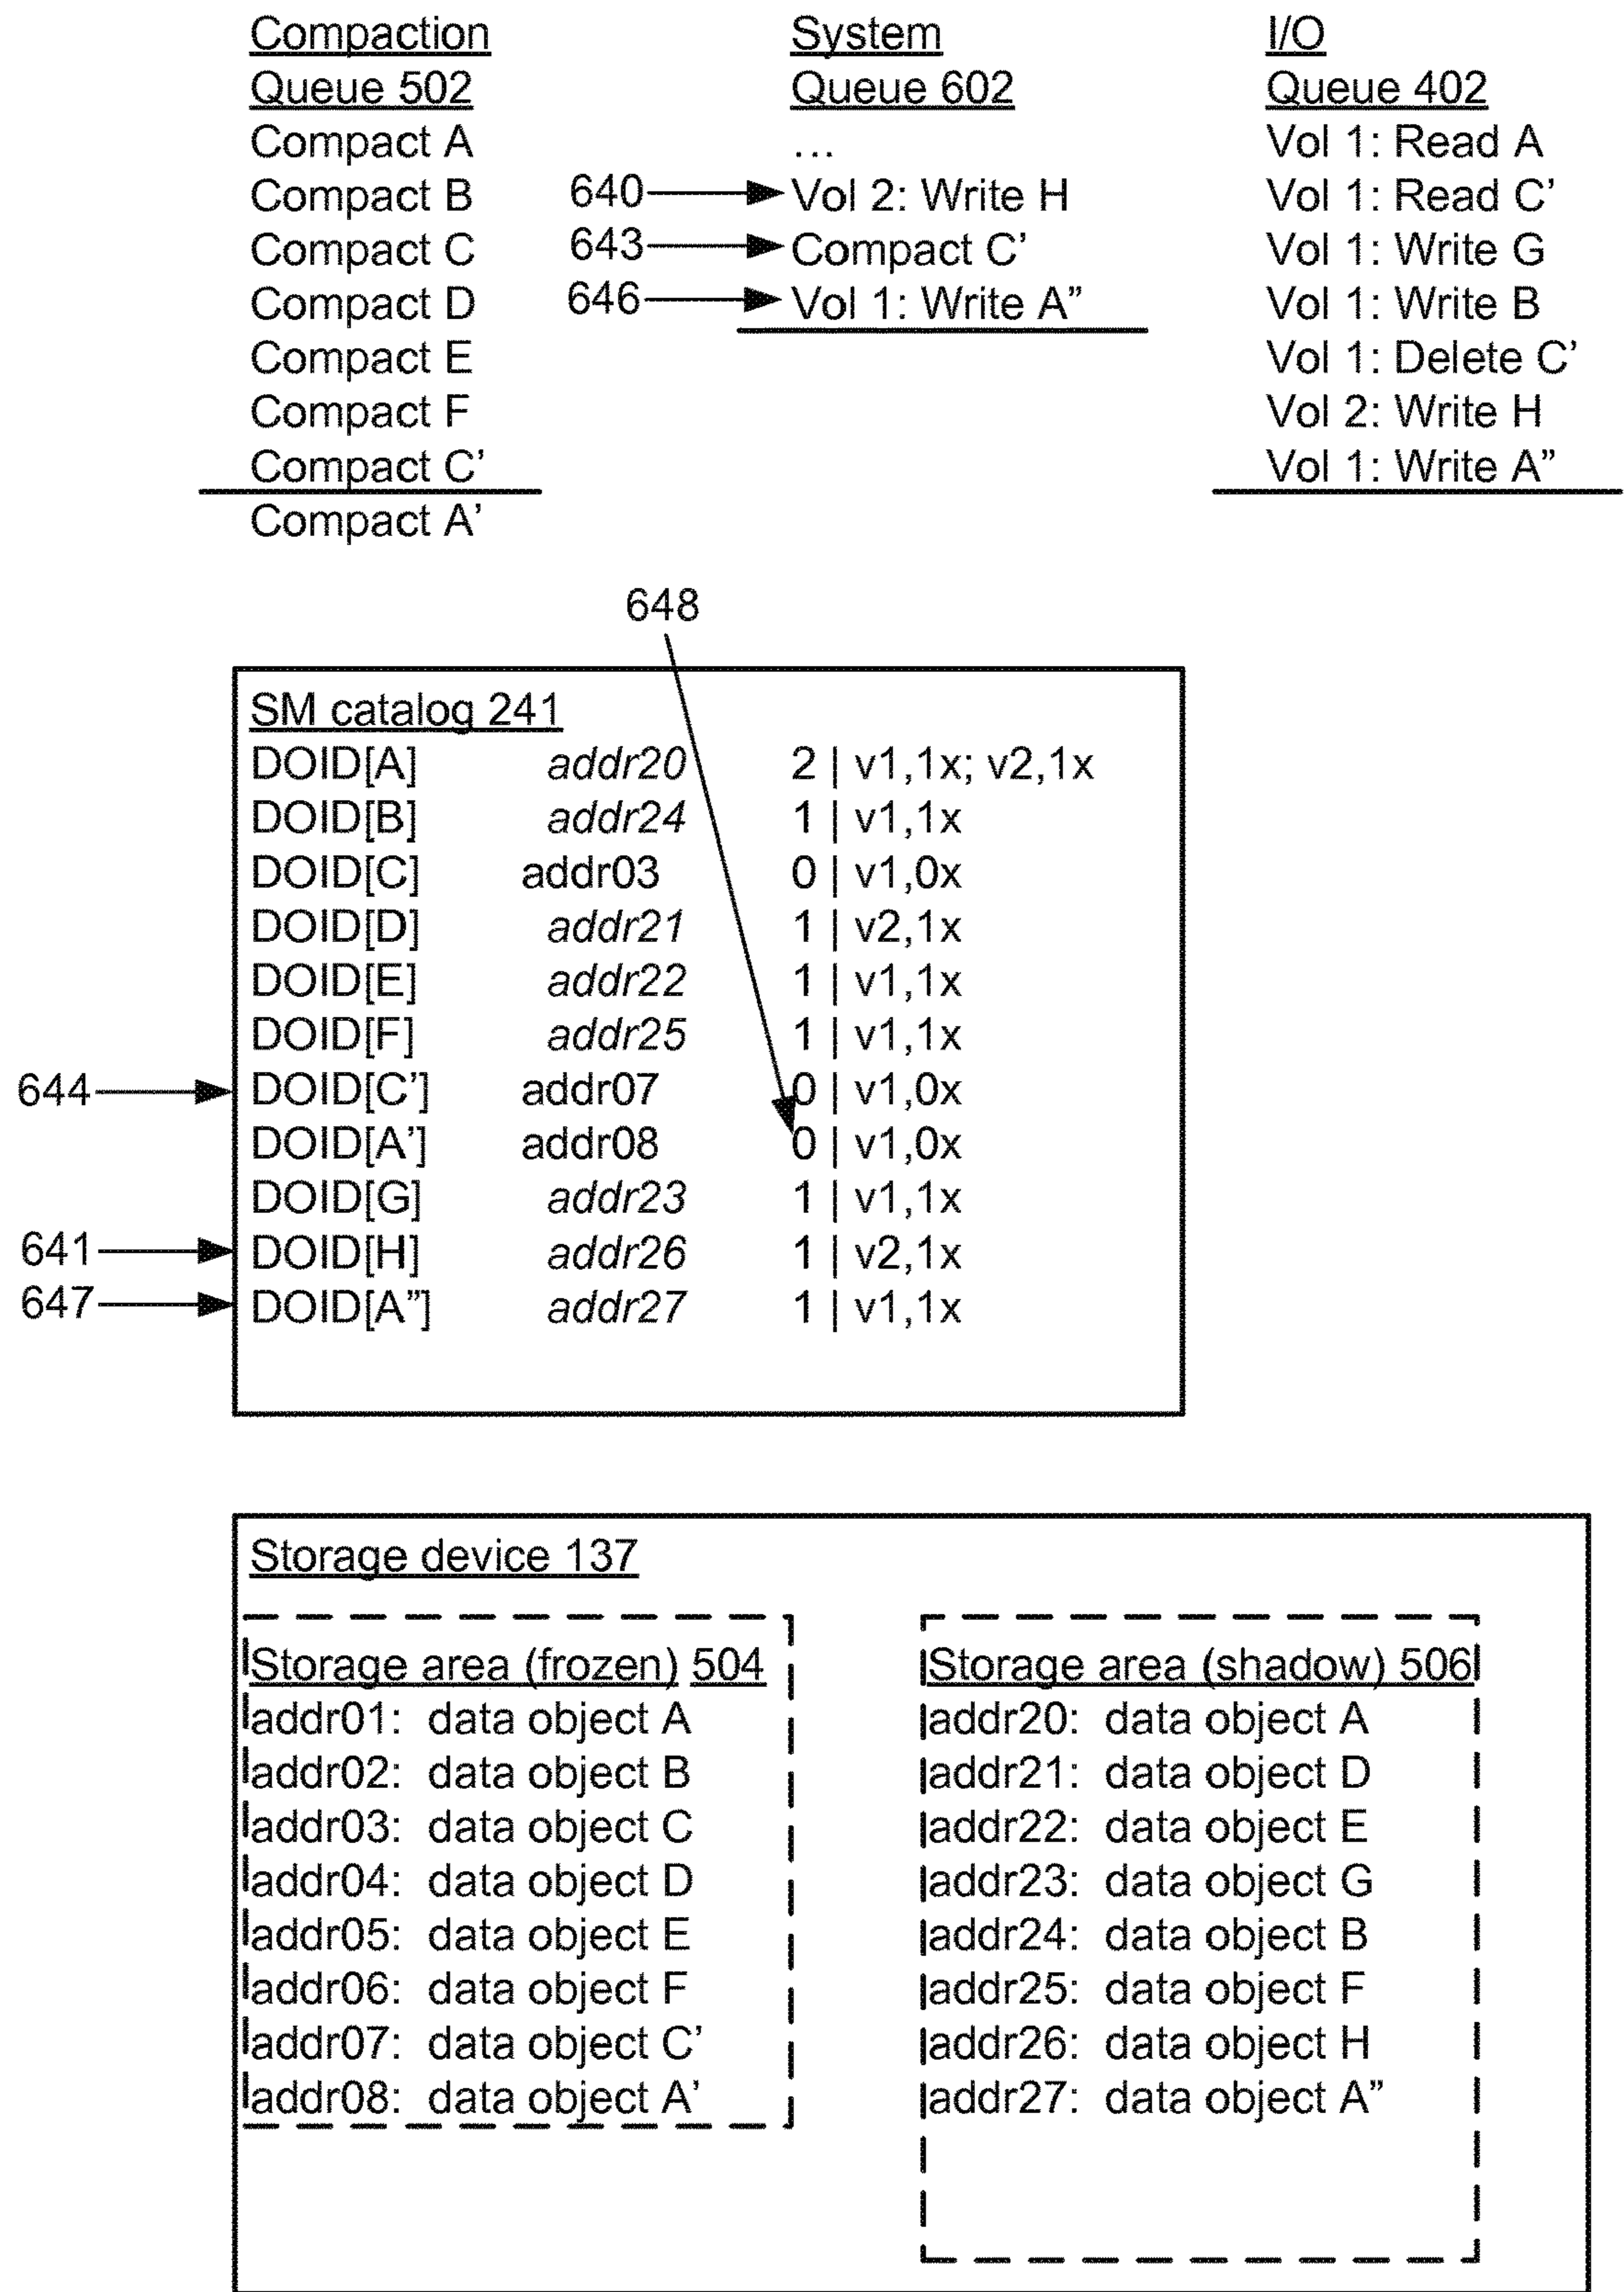 Compaction
Queue 502
Compact A
Compact B
Compact C
Compact D
Compact E
Compact F
Compact C'
Compact A'
System
Queue 602
...
640 Vol 2: Write H
643 Compact C'
646 Vol 1: Write A”
I/O
Queue 402
Vol 1: Read A
Vol 1: Read C’
Vol 1: Write G
Vol 1: Write B
Vol 1: Delete C’
Vol 2: Write H
Vol 1: Write A”
648
SM catalog 241
DOID[A] addr20 2 | v1,1x; v2,1x
DOID[B] addr24 1 | v1,1x
DOID[C] addr03 0 | v1,0x
DOID[D] addr21 1 | v2,1x
DOID[E] addr22 1 | v1,1x
DOID[F] addr25 1 | v1,1x
644 DOID[C’] addr07 0 | v1,0x
DOID[A’] addr08 0 | v1,0x
DOID[G] addr23 1 | v1,1x
641 DOID[H] addr26 1 | v2,1x
647 DOID[A”] addr27 1 | v1,1x
Storage device 137
Storage area (frozen) 504
addr01: data object A
addr02: data object B
addr03: data object C
addr04: data object D
addr05: data object E
addr06: data object F
addr07: data object C’
addr08: data object A’
Storage area (shadow) 506
addr20: data object A
addr21: data object D
addr22: data object E
addr23: data object G
addr24: data object B
addr25: data object F
addr26: data object H
addr27: data object A”